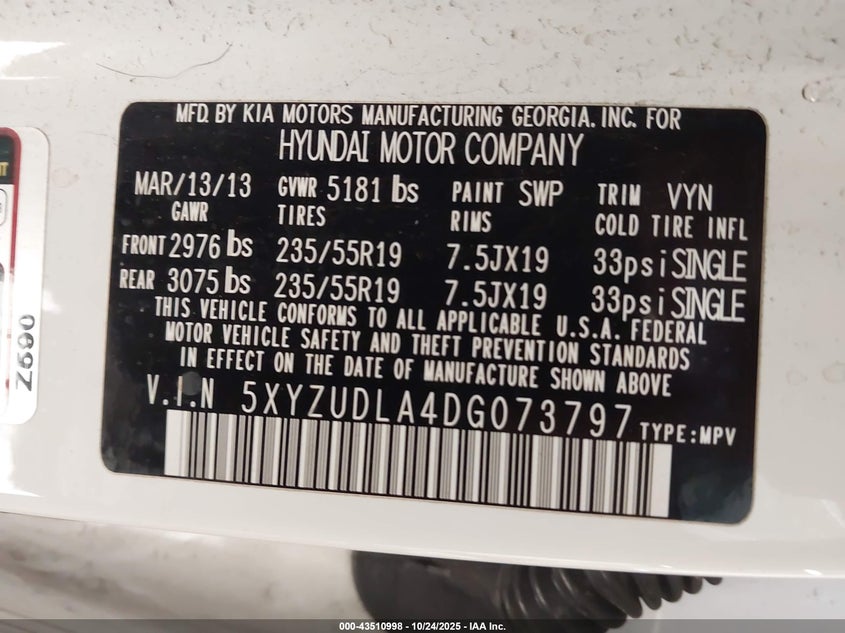 MFD. BY KIA MOTORS MANUFACTURING GEORGIA. INC. FOR
HYUNDAI MOTOR COMPANY
MAR/13/13 GVWR 5181 lbs PAINT SWP TRIM VYN
GAWR TIRES RIMS COLD TIRE INFL
FRONT 2976 lbs 235/55R19 7.5JX19 33psi SINGLE
REAR 3075 lbs 235/55R19 7.5JX19 33psi SINGLE
THIS VEHICLE CONFORMS TO ALL APPLICABLE U.S.A. FEDERAL
MOTOR VEHICLE SAFETY AND THEFT PREVENTION STANDARDS
IN EFFECT ON THE DATE OF MANUFACTURE SHOWN ABOVE
V.I.N 5XYZUDLA4DG073797 TYPE:MPV
Z690
000-43510998 - 10/24/2025 - IAA Inc.